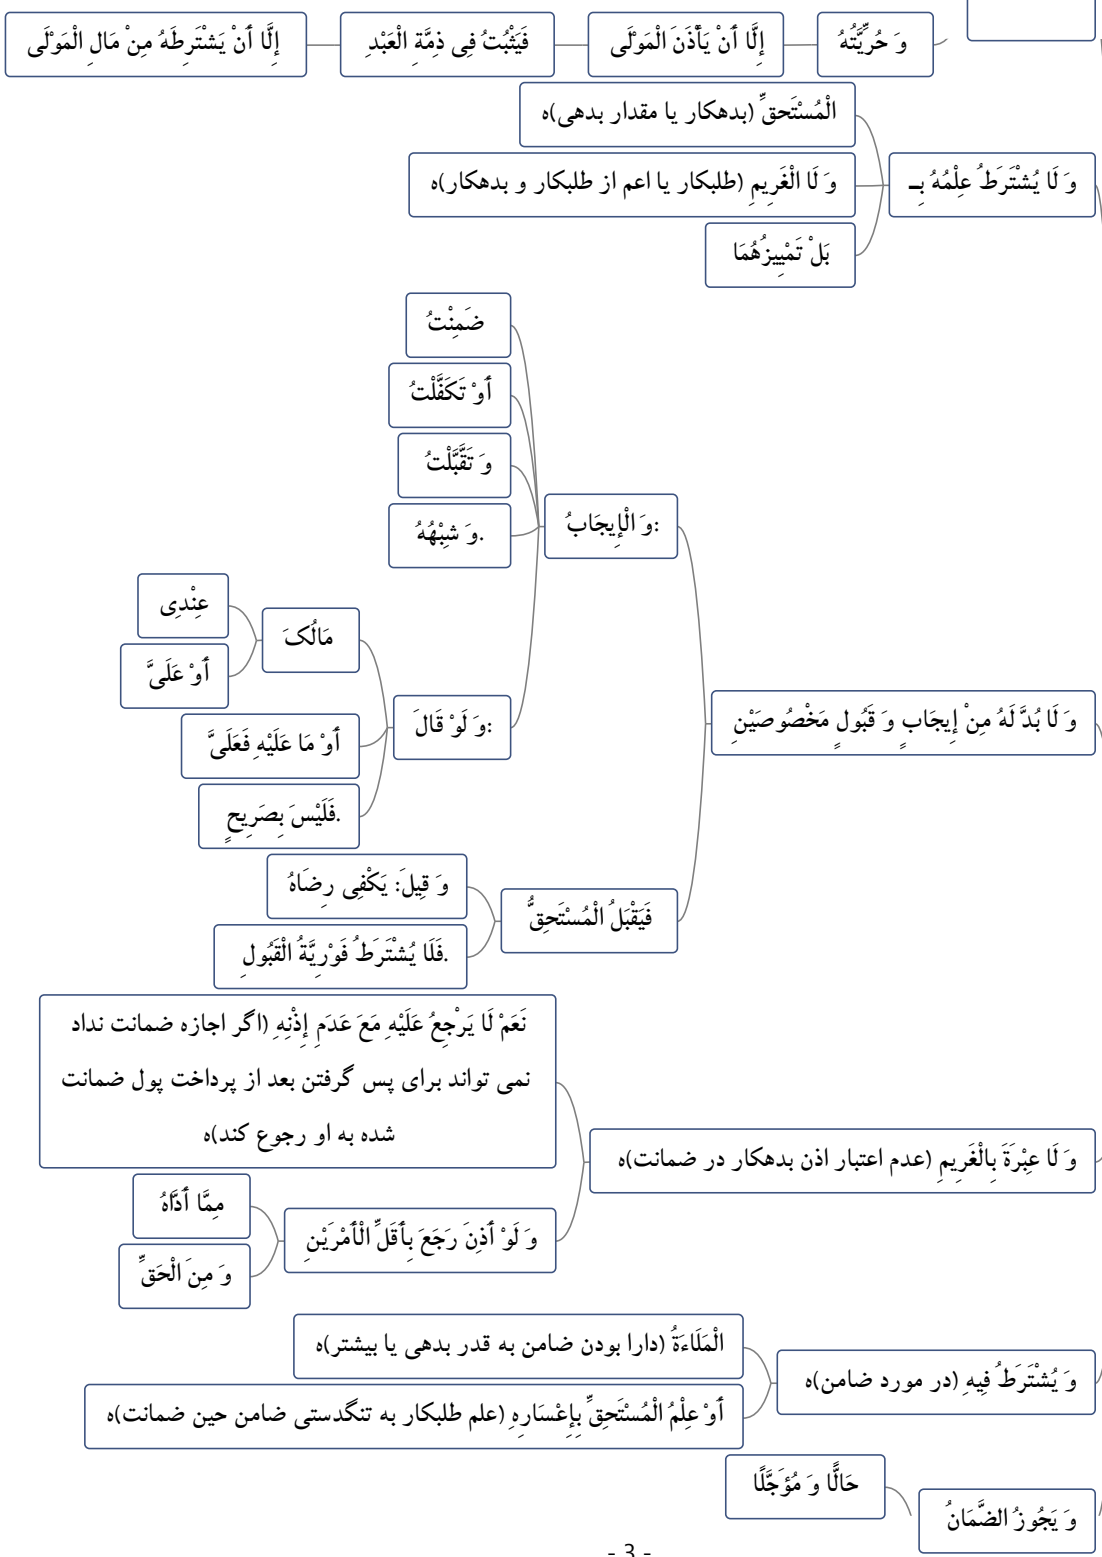 وَ حُرِّيَّتُهُ
إِلَّا أَنْ يَأْذَنَ الْمَوْلَى
فَيَثْبُتُ فِی ذِمَّةِ الْعَبْدِ
إِلَّا أَنْ يَشْتَرِطَهُ مِنْ مَالِ الْمَوْلَى
وَ لَا يُشْتَرَطُ عِلْمُهُ بِـ
الْمُسْتَحقِّ (بدهکار یا مقدار بدهی)ه
وَ لَا الْغَرِيمِ (طلبکار یا اعم از طلبکار و بدهکار)ه
بَلْ تَمْيِيزُهُمَا
وَ لَا بُدَّ لَهُ مِنْ إِيجَابٍ وَ قَبُولٍ مَخْصُوصَيْنِ
:وَ الْإِيجَابُ
ضَمِنْتُ
أَوْ تَكَفَّلْتُ
وَ تَقَّبَّلْتُ
.وَ شِبْهُهُ
:وَ لَوْ قَالَ
مَالُکَ
عِنْدِی
أَوْ عَلَیَّ
أَوْ مَا عَلَيْهِ فَعَلَیَّ
.فَلَيْسَ بِصَرِيحٍ
فَيَقْبَلُ الْمُسْتَحِقُّ
وَ قِيلَ: يَكْفِی رِضَاهُ
.فَلَا يُشْتَرَطُ فَوْرِيَّةُ الْقَبُولِ
وَ لَا عِبْرَةَ بِالْغَرِيمِ (عدم اعتبار اذن بدهکار در ضمانت)ه
نَعَمْ لَا يَرْجِعُ عَلَيْهِ مَعَ عَدَمِ إِذْنِهِ (اگر اجازه ضمانت نداد
نمی تواند برای پس گرفتن بعد از پرداخت پول ضمانت
شده به او رجوع کند)ه
وَ لَوْ أَذِنَ رَجَعَ بِأَقَلِّ الْأَمْرَيْنِ
مِمَّا أَدَّاهُ
وَ مِنَ الْحَقِّ
وَ يُشْتَرَطُ فِيهِ (در مورد ضامن)ه
الْمَلَاءَةُ (دارا بودن ضامن به قدر بدهی یا بیشتر)ه
أَوْ عِلْمُ الْمُسْتَحِقِّ بِإِعْسَارِهِ (علم طلبکار به تنگدستی ضامن حین ضمانت)ه
وَ يَجُوزُ الضَّمَانُ
حَالًّا وَ مُؤَجَّلًا
- 3 -